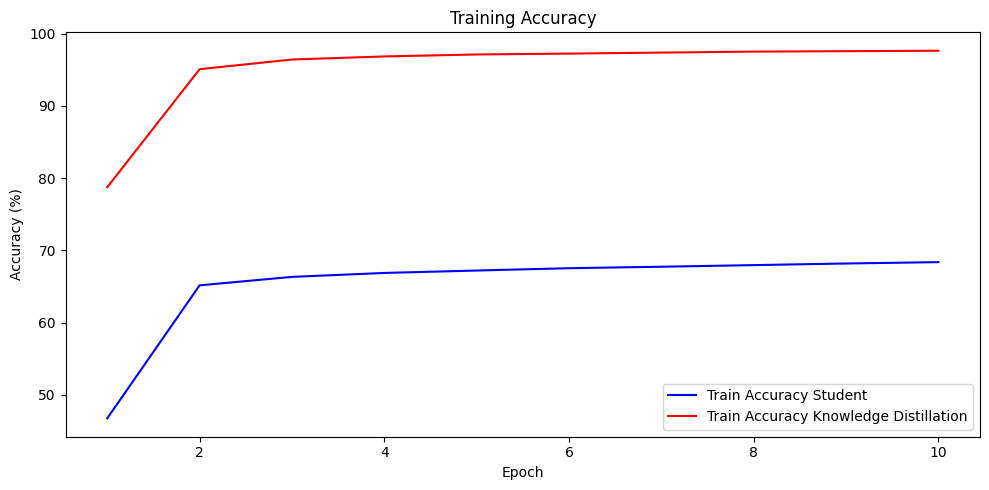 Training Accuracy
Accuracy (%)
100
90
80
70
60
50
Train Accuracy Student
Train Accuracy Knowledge Distillation
2
4
6
8
10
Epoch